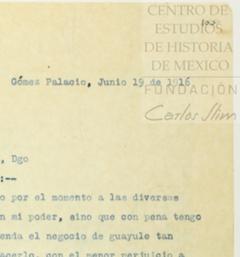 CENTRO DE
ESTUDIOS
DE HISTORIA
DE MEXICO
FUNDACIÓN
Carlos Slim
Gómez Palacio, Junio 19 de 1916
, Dgo
:--
o por el momento a las diversas
n mi poder, sino que con pena tengo
enda el negocio de guayule tan
acerlo, con el menor perjuicio a